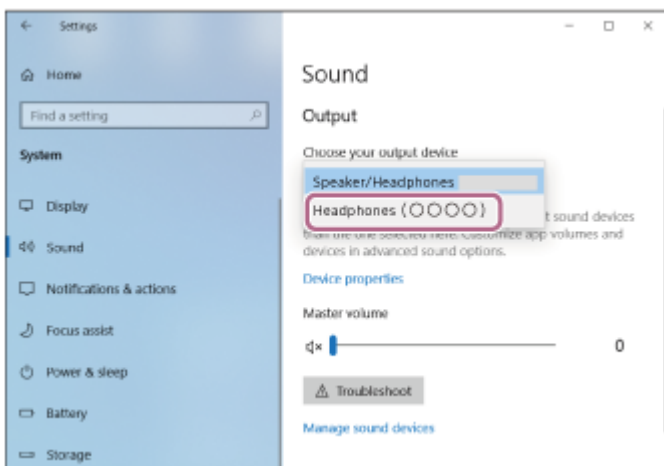 Settings
Home
Find a setting
System
Display
Sound
Notifications & actions
Focus assist
Power & sleep
Battery
Storage
Sound
Output
Choose your output device
Speaker/Headphones
Headphones (○○○○)
t sound devices
than the one selected here. Customize app volumes and
devices in advanced sound options.
Device properties
Master volume
0
Troubleshoot
Manage sound devices